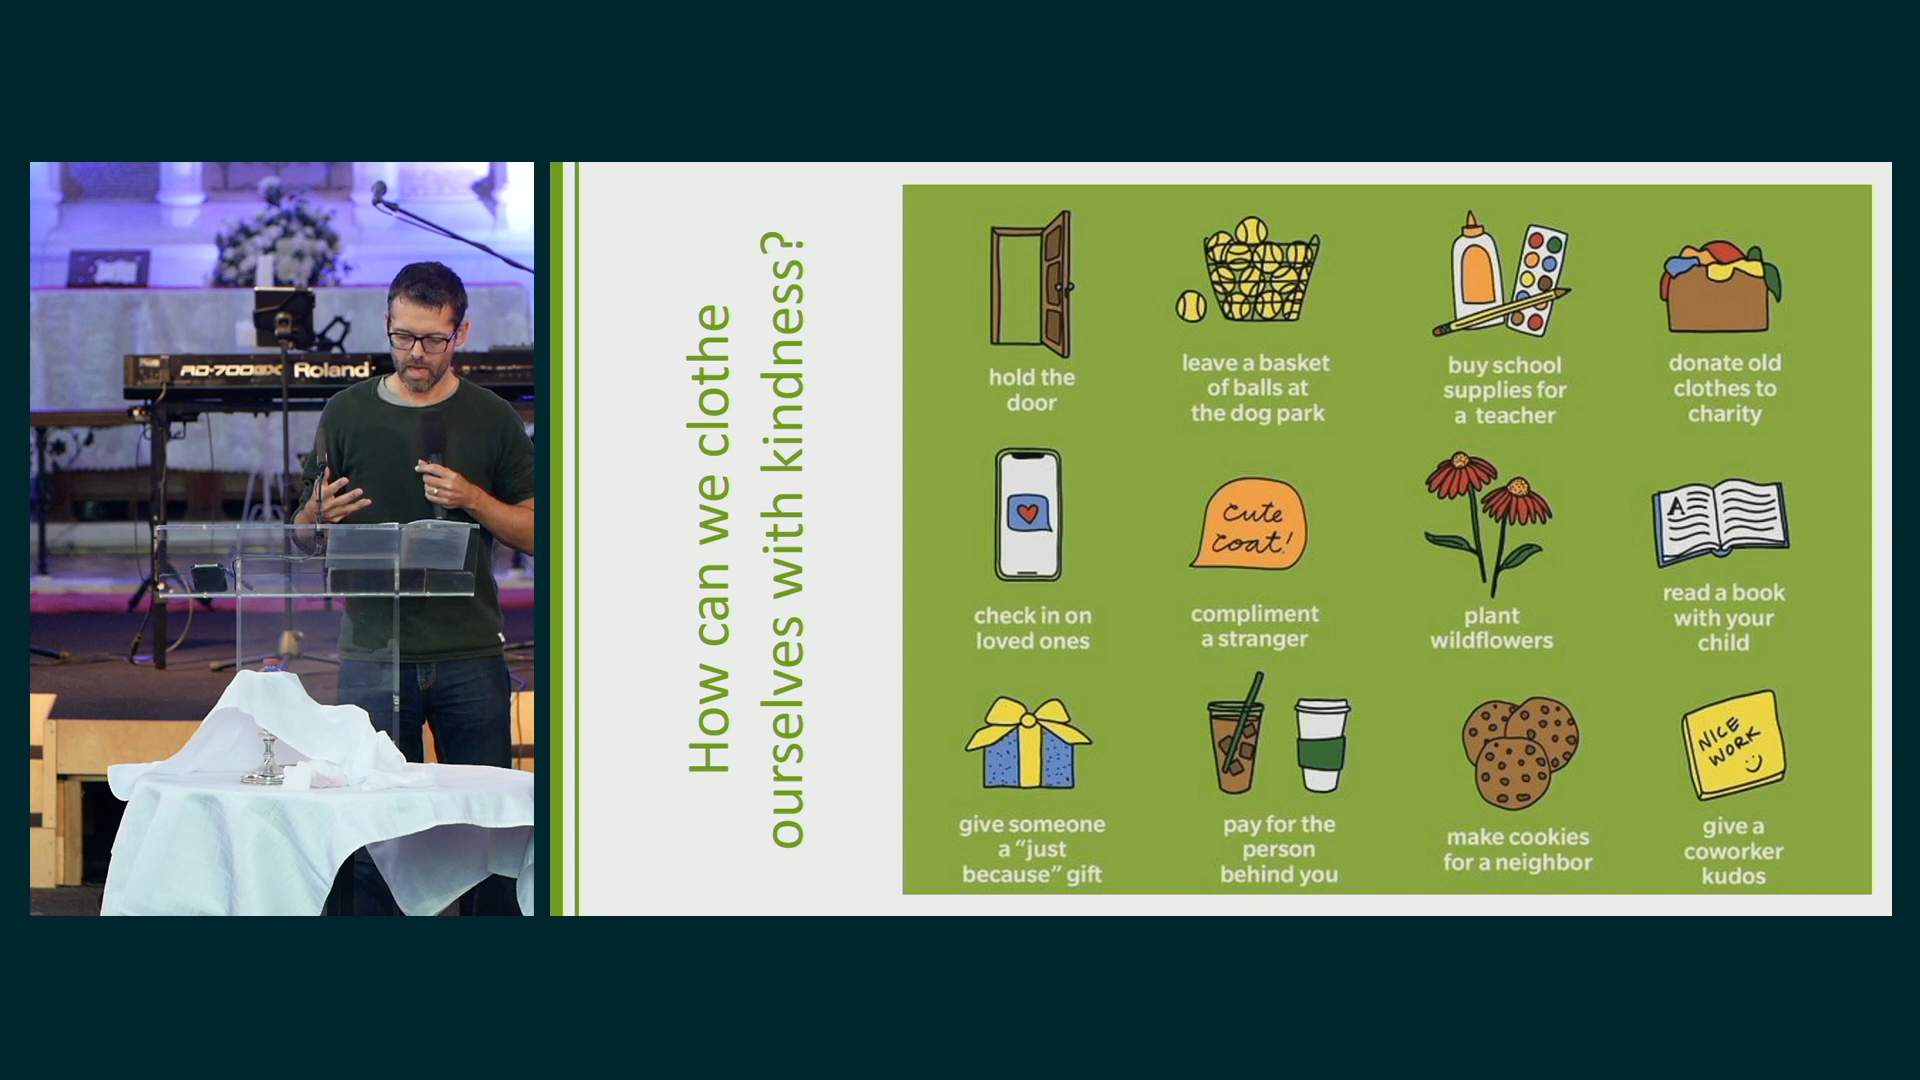 RD-700GX Roland
How can we clothe
ourselves with kindness?
hold the
door
leave a basket
of balls at
the dog park
buy school
supplies for
a teacher
donate old
clothes to
charity
check in on
loved ones
cute
coat!
compliment
a stranger
plant
wildflowers
A
read a book
with your
child
give someone
a “just
because” gift
pay for the
person
behind you
make cookies
for a neighbor
NICE
WORK
give a
coworker
kudos